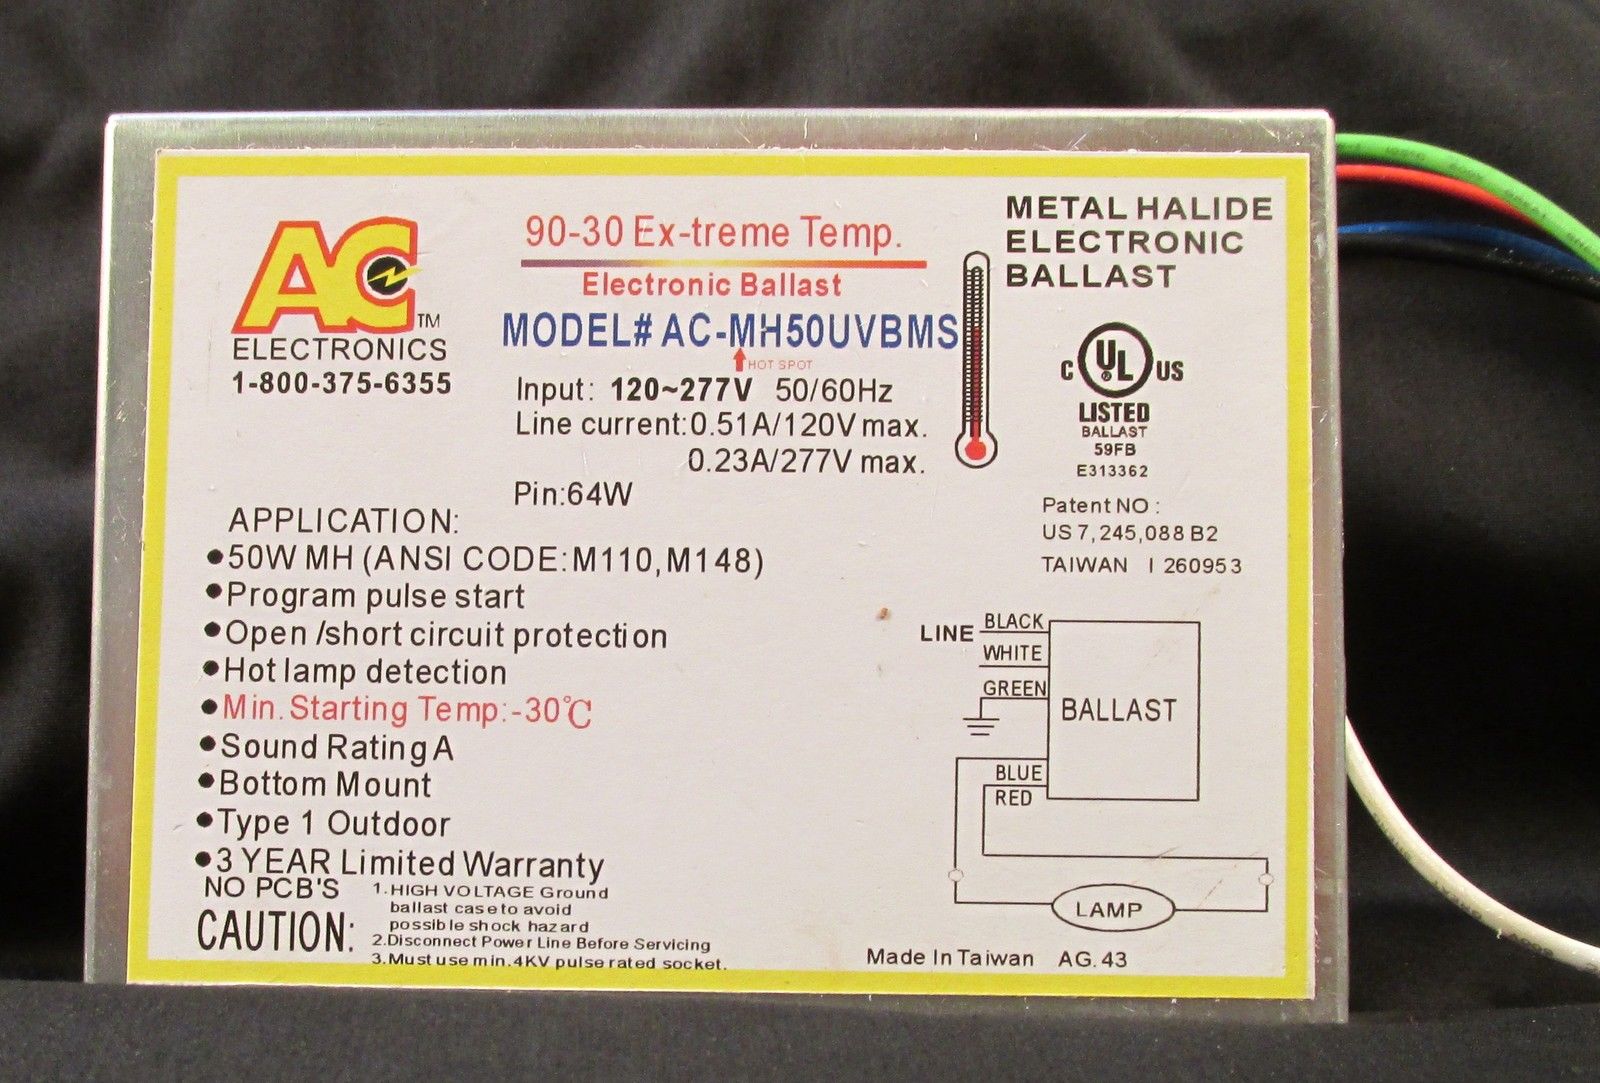 AC
TM
ELECTRONICS
1-800-375-6355
90-30 Ex-treme Temp.
Electronic Ballast
MODEL# AC-MH50UVBMS
HOT SPOT
Input: 120~277V 50/60Hz
Line current:0.51A/120V max.
0.23A/277V max.
Pin:64W
METAL HALIDE
ELECTRONIC
BALLAST
C UL US
®
LISTED
BALLAST
59FB
E313362
Patent NO :
US 7,245,088 B2
TAIWAN I 260953
APPLICATION:
●50W MH (ANSI CODE:M110,M148)
●Program pulse start
●Open /short circuit protection
●Hot lamp detection
●Min. Starting Temp:-30℃
●Sound Rating A
●Bottom Mount
●Type 1 Outdoor
●3 YEAR Limited Warranty
NO PCB'S
CAUTION:
1.HIGH VOLTAGE Ground
ballast case to avoid
possible shock hazard
2.Disconnect Power Line Before Servicing
3.Must use min.4KV pulse rated socket.
LINE
BLACK
WHITE
GREEN
BALLAST
BLUE
RED
LAMP
Made In Taiwan AG.43